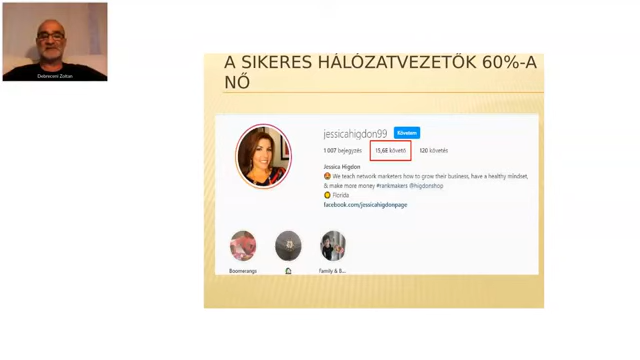 Debreceni Zoltan
A SIKERES HÁLÓZATVEZETŐK 60%-A
NŐ
jessicahigdon99 Követem
1 007 bejegyzés 15,6E követő 120 követés
Jessica Higdon
We teach network marketers how to grow their business, have a healthy mindset,
& make more money #rankmakers @higdonshop
Florida
facebook.com/jessicahigdonpage
Boomerangs Family & B...